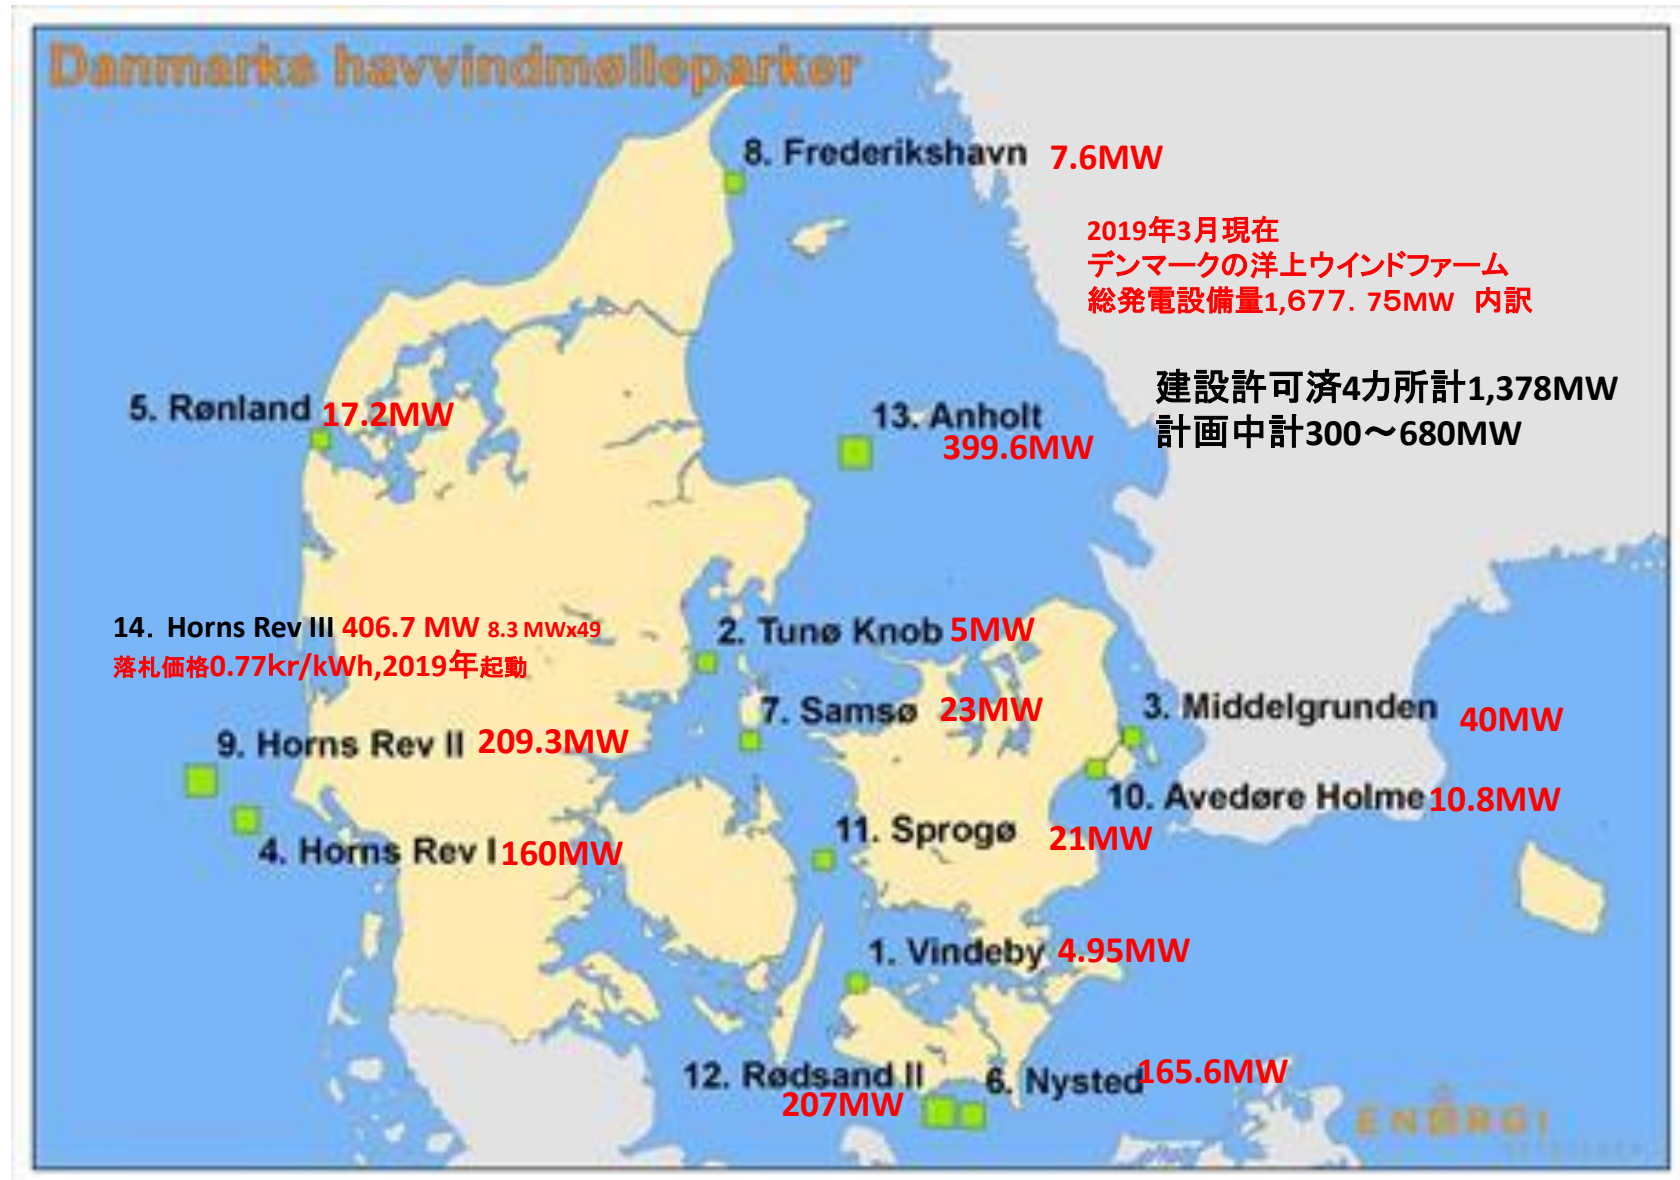 Danmarks havvindmølleparker
8. Frederikshavn 7.6MW
2019年3月現在
デンマークの洋上ウインドファーム
総発電設備量1,677. 75MW 内訳
建設許可済4カ所計1,378MW
計画中計300～680MW
5. Rønland 17.2MW
13. Anholt
399.6MW
14. Horns Rev III 406.7 MW 8.3 MWx49
落札価格0.77kr/kWh,2019年起動
2. Tunø Knob 5MW
7. Samsø 23MW
3. Middelgrunden 40MW
9. Horns Rev II 209.3MW
10. Avedøre Holme 10.8MW
11. Sprogø 21MW
4. Horns Rev I 160MW
1. Vindeby 4.95MW
12. Rødsand II
207MW
6. Nysted 165.6MW
ENERGI